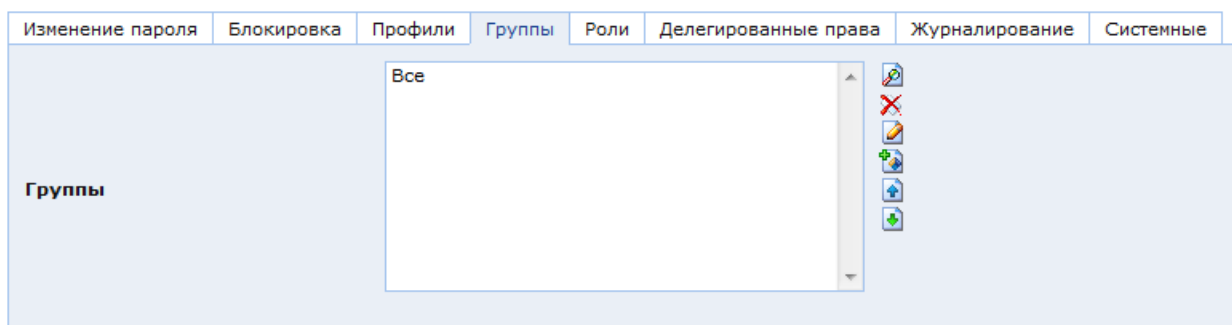 Изменение пароля Блокировка Профили Группы Роли Делегированные права Журналирование Системные
Все
Группы